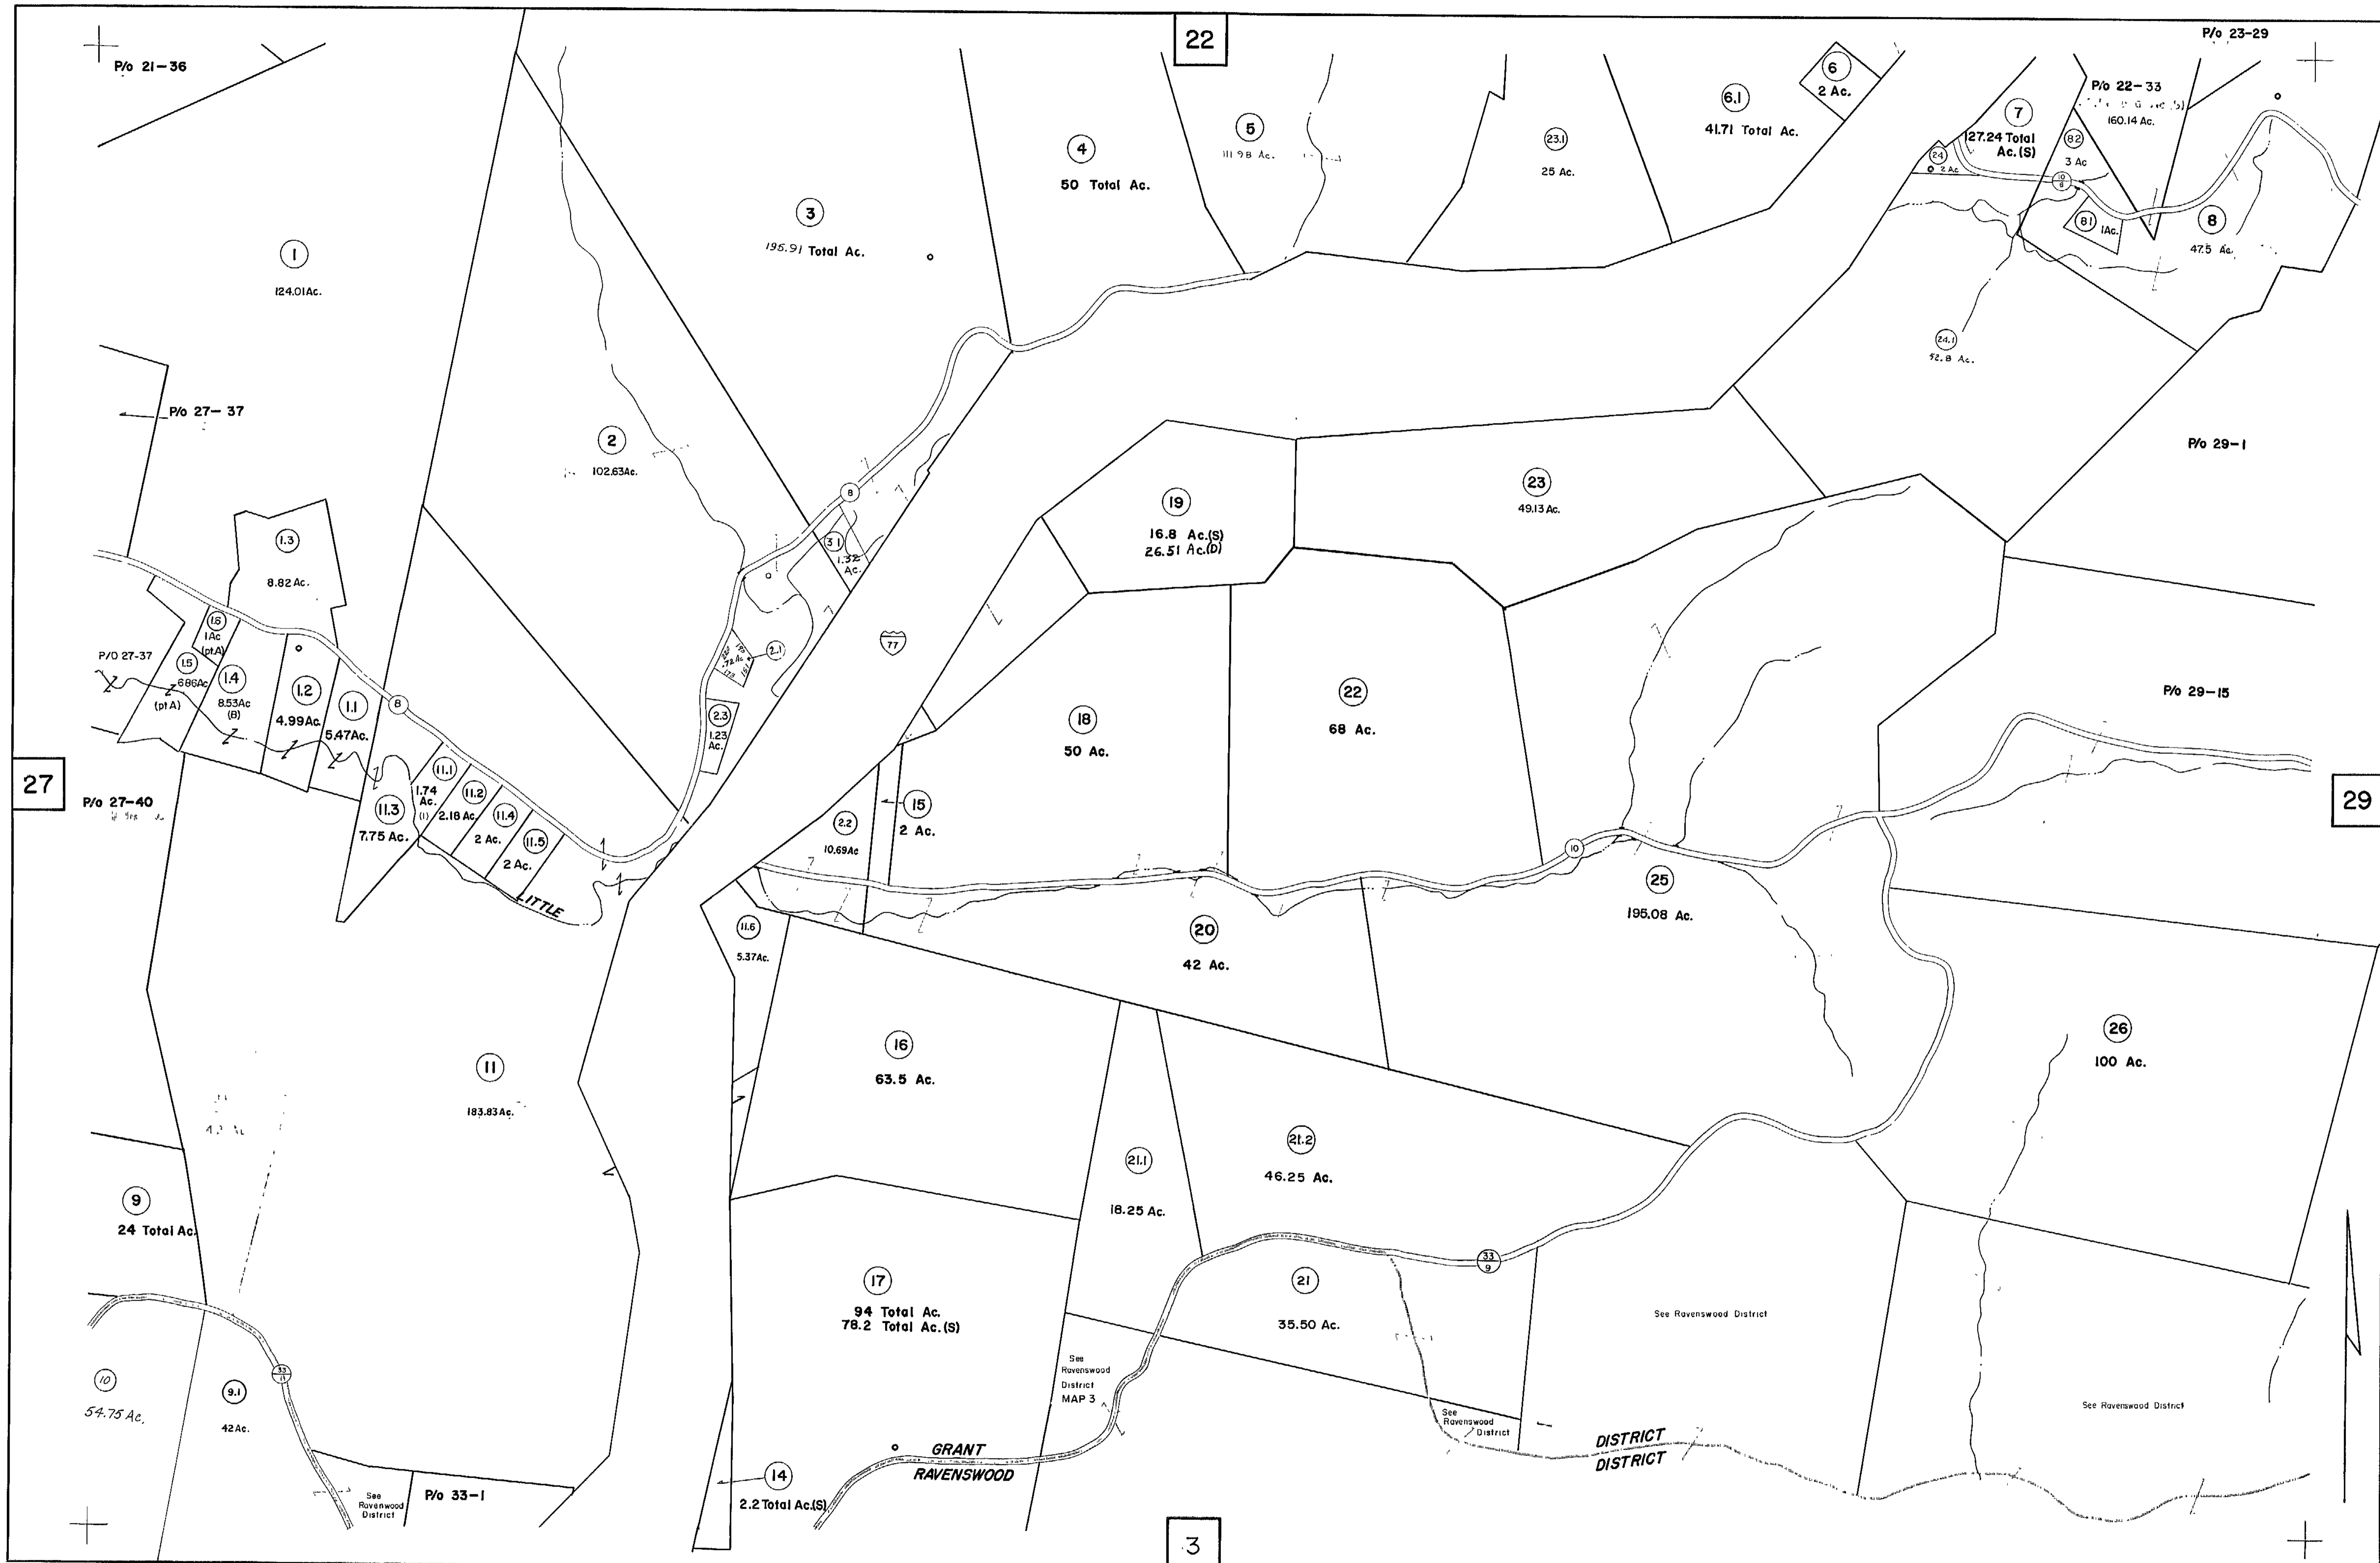 22
P/o 21-36
P/o 23-29
6
2 Ac.
6.1
41.71 Total Ac.
P/o 22-33
160.14 Ac.
7
127.24 Total
Ac.(S)
82
3 Ac
24
2 Ac
10
8
81
1Ac.
8
47.5 Ac.
5
111.98 Ac.
4
50 Total Ac.
23.1
25 Ac.
3
195.91 Total Ac.
1
124.01Ac.
24.1
P/o 27-37
2
102.63Ac.
P/o 29-1
8
19
16.8 Ac.(S)
26.51 Ac.(D)
23
49.13 Ac.
1.3
8.82 Ac.
31
1.32
Ac.
77
1.6
1Ac
(pt.A)
P/O 27-37
1.5
6.86Ac
(pt A)
1.4
8.53Ac
(B)
1.2
4.99Ac.
1.1
5.47Ac.
8
2.1
.72 Ac
2.3
1.23
Ac.
18
50 Ac.
22
68 Ac.
P/o 29-15
27
29
P/o 27-40
11.1
1.74
Ac.
(1)
11.2
2.18 Ac.
11.3
7.75 Ac.
11.4
2 Ac.
11.5
2 Ac.
LITTLE
2.2
10.69Ac
15
2 Ac.
10
25
195.08 Ac.
11.6
5.37Ac.
20
42 Ac.
16
63.5 Ac.
26
100 Ac.
11
183.83Ac.
21.1
18.25 Ac.
21.2
46.25 Ac.
9
24 Total Ac.
17
94 Total Ac.
78.2 Total Ac.(S)
33
9
21
35.50 Ac.
See Ravenswood District
See
Ravenswood
District
MAP 3
33
11
10
54.75 Ac.
9.1
42Ac.
See Ravenswood District
See
Ravenswood
District
GRANT
RAVENSWOOD
DISTRICT
DISTRICT
14
2.2 Total Ac.(S)
See
Ravenwood
District
P/o 33-1
3